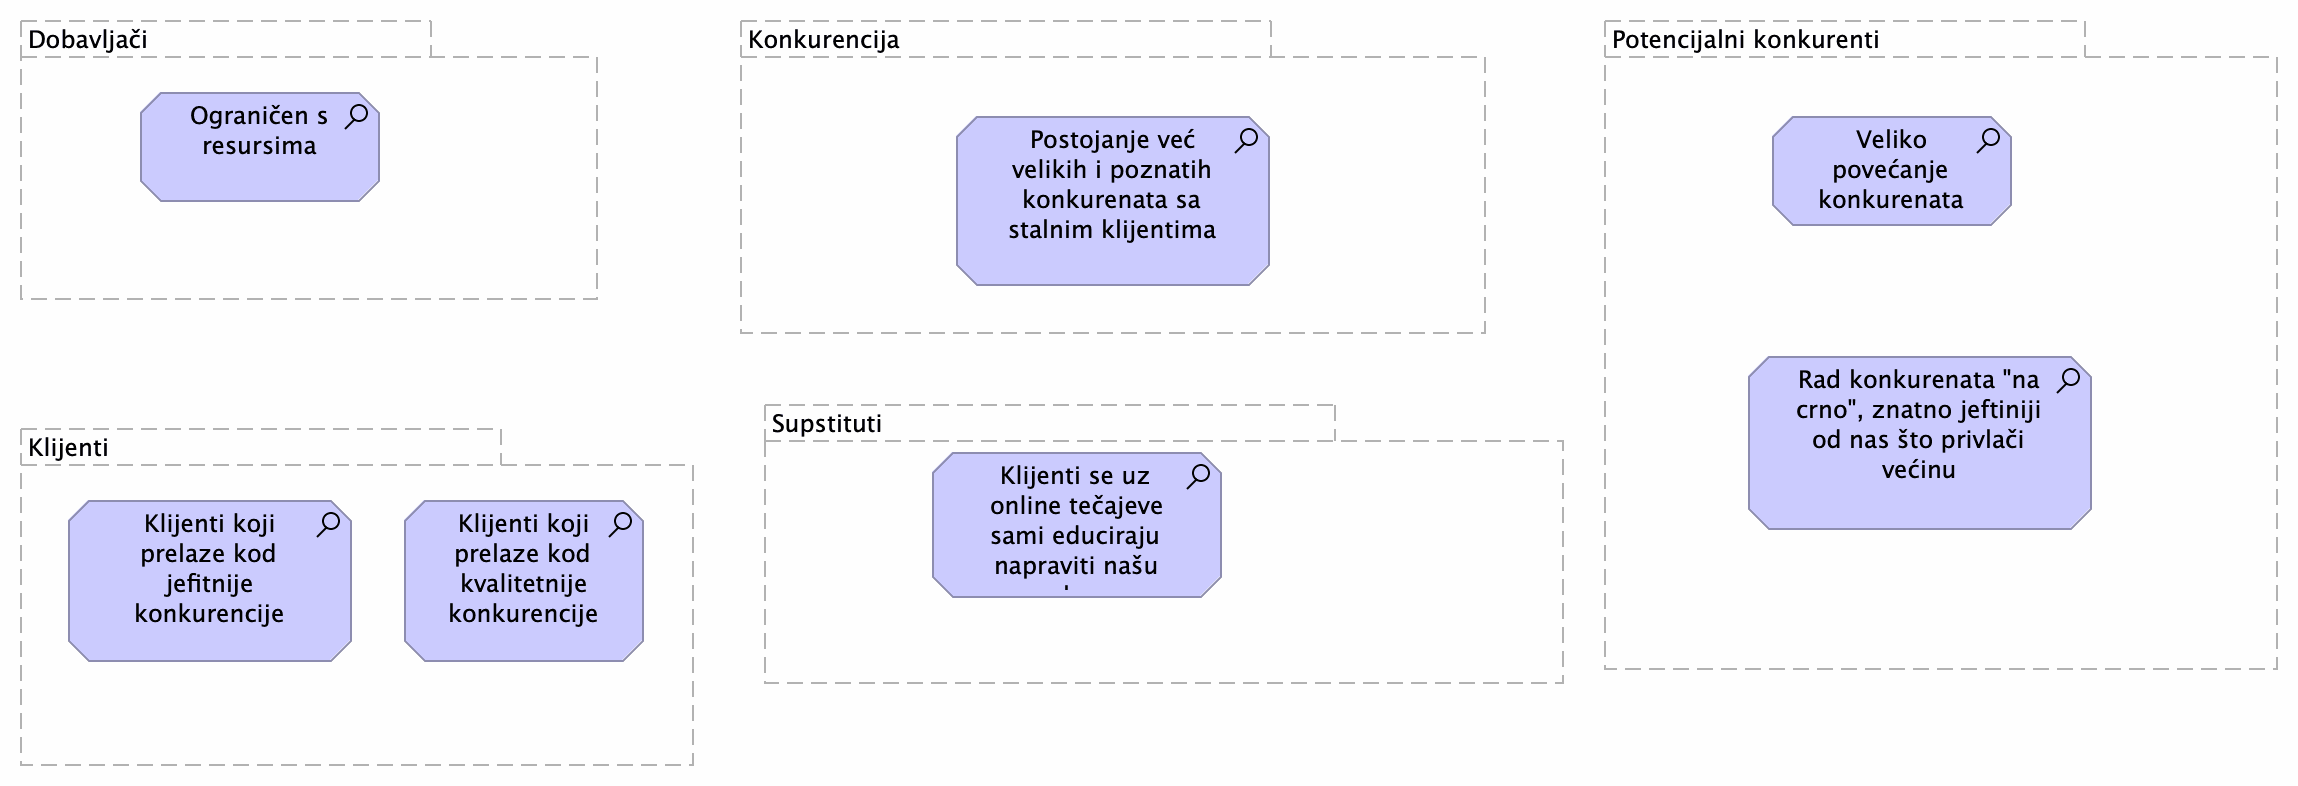 Dobavljači
Ograničen s
resursima
Konkurencija
Postojanje već
velikih i poznatih
konkurenata sa
stalnim klijentima
Potencijalni konkurenti
Veliko
povećanje
konkurenata
Rad konkurenata "na
crno", znatno jeftiniji
od nas što privlači
većinu
Klijenti
Klijenti koji
prelaze kod
jefitnije
konkurencije
Klijenti koji
prelaze kod
kvalitetnije
konkurencije
Supstituti
Klijenti se uz
online tečajeve
sami educiraju
napraviti našu